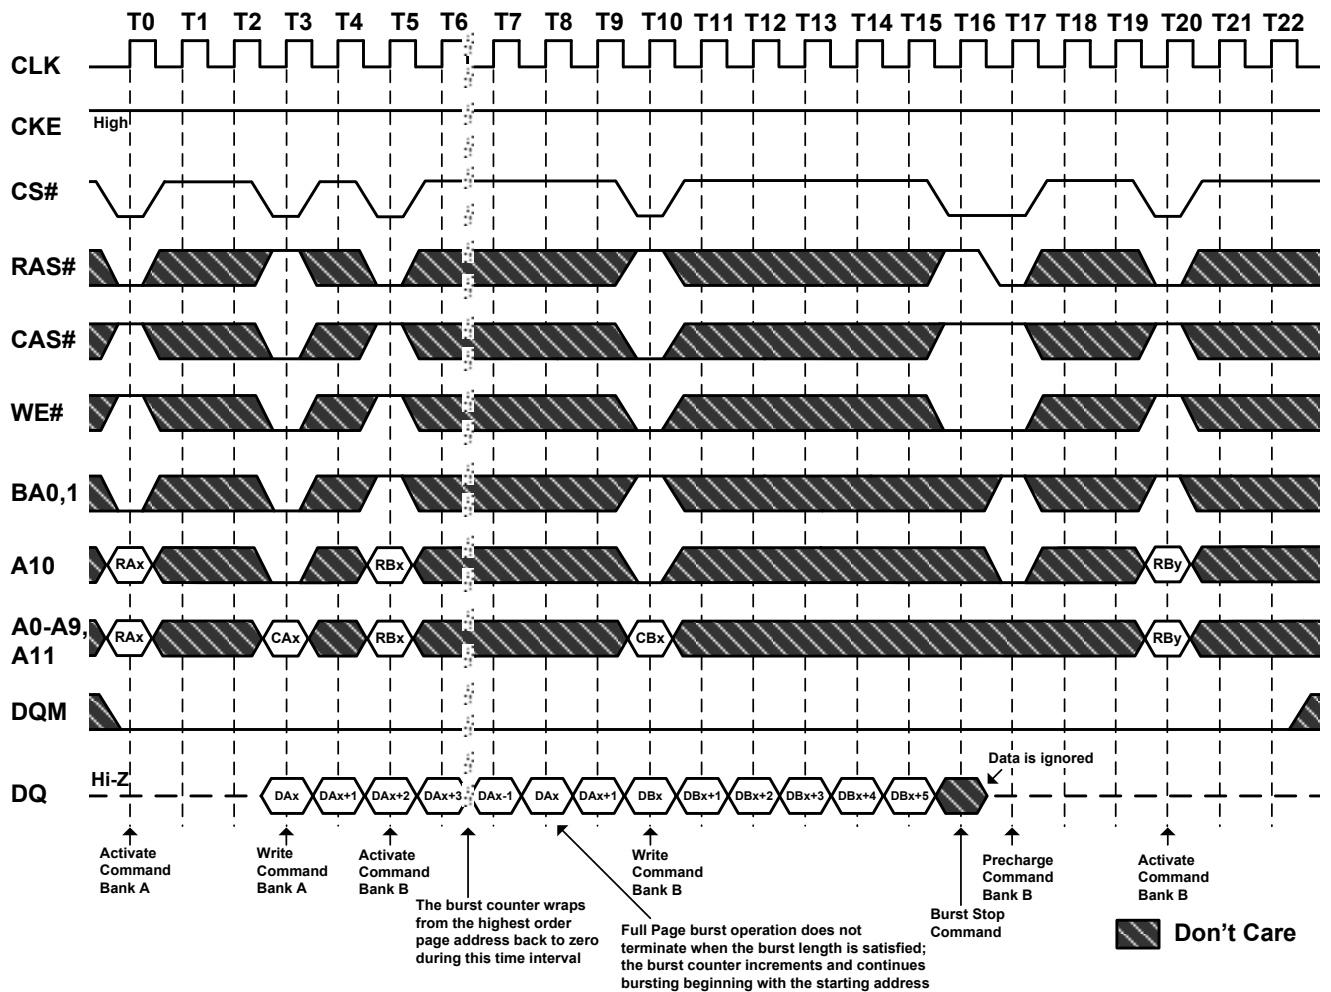 T0 T1 T2 T3 T4 T5 T6 T7 T8 T9 T10 T11 T12 T13 T14 T15 T16 T17 T18 T19 T20 T21 T22
CLK
CKE
High
CS#
RAS#
CAS#
WE#
BA0,1
A10
RAx RBx RBy
A0-A9,
A11
RAx CAx RBx CBx RBy
DQM
Data is ignored
DQ
Hi-Z
DAx DAx+1 DAx+2 DAx+3 DAx-1 DAx DAx+1 DBx DBx+1 DBx+2 DBx+3 DBx+4 DBx+5
Activate
Command
Bank A
Write
Command
Bank A
Activate
Command
Bank B
The burst counter wraps
from the highest order
page address back to zero
during this time interval
Write
Command
Bank B
Full Page burst operation does not
terminate when the burst length is satisfied;
the burst counter increments and continues
bursting beginning with the starting address
Burst Stop
Command
Precharge
Command
Bank B
Activate
Command
Bank B
Don't Care